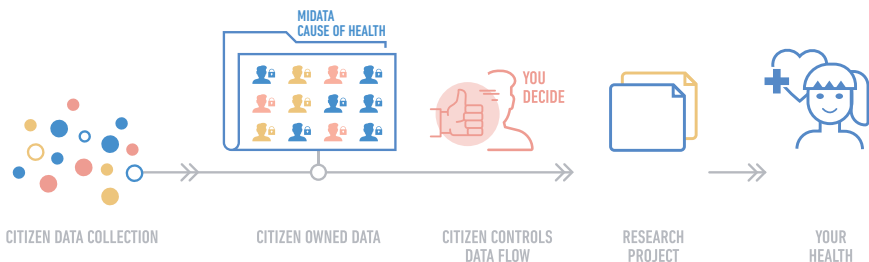 MIDATA
CAUSE OF HEALTH
YOU
DECIDE
CITIZEN DATA COLLECTION
CITIZEN OWNED DATA
CITIZEN CONTROLS
DATA FLOW
RESEARCH
PROJECT
YOUR
HEALTH